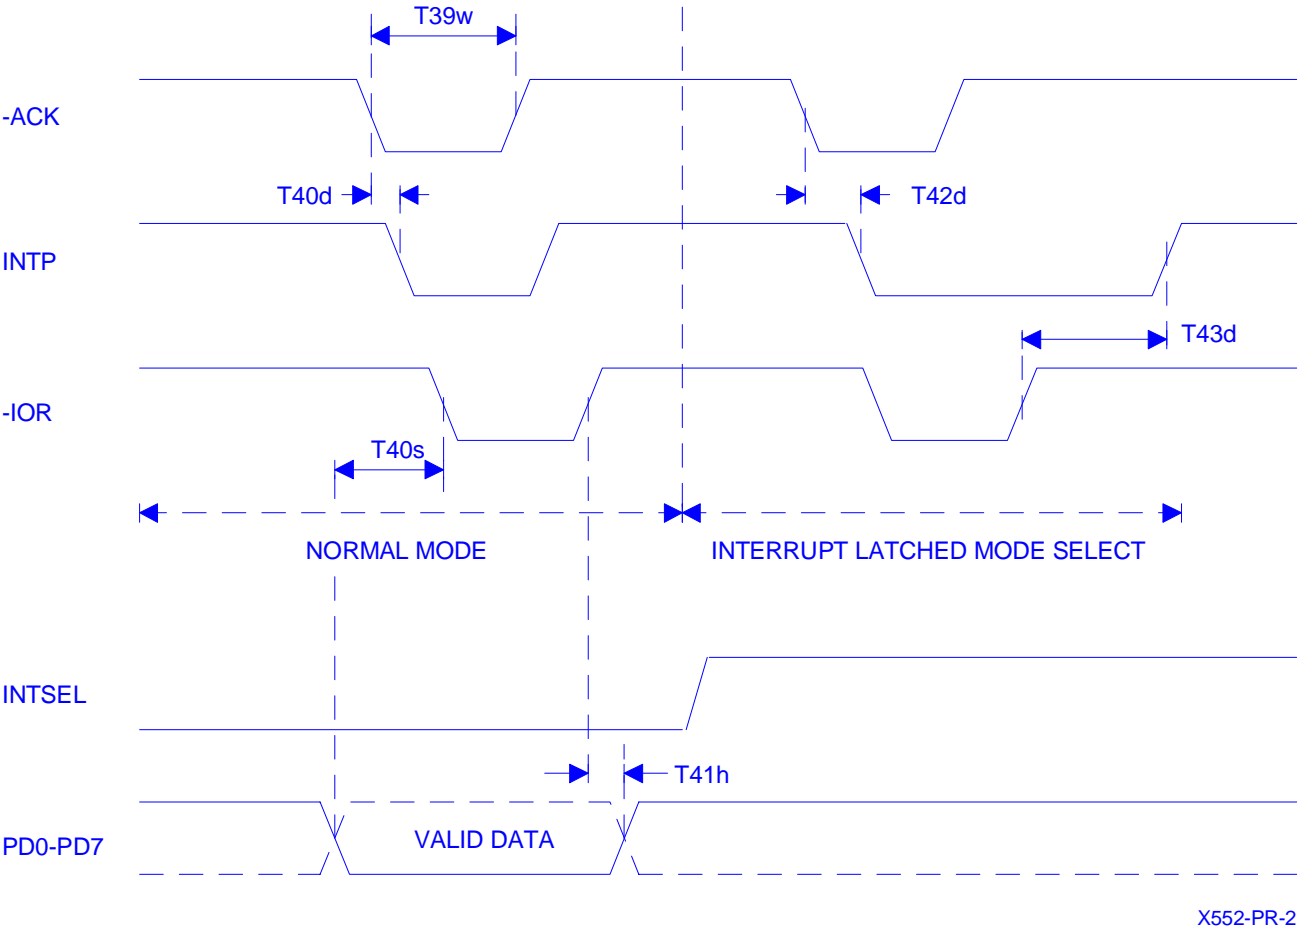 T39w
-ACK
T40d
T42d
INTP
T43d
-IOR
T40s
NORMAL MODE
INTERRUPT LATCHED MODE SELECT
INTSEL
T41h
PD0-PD7
VALID DATA
X552-PR-2